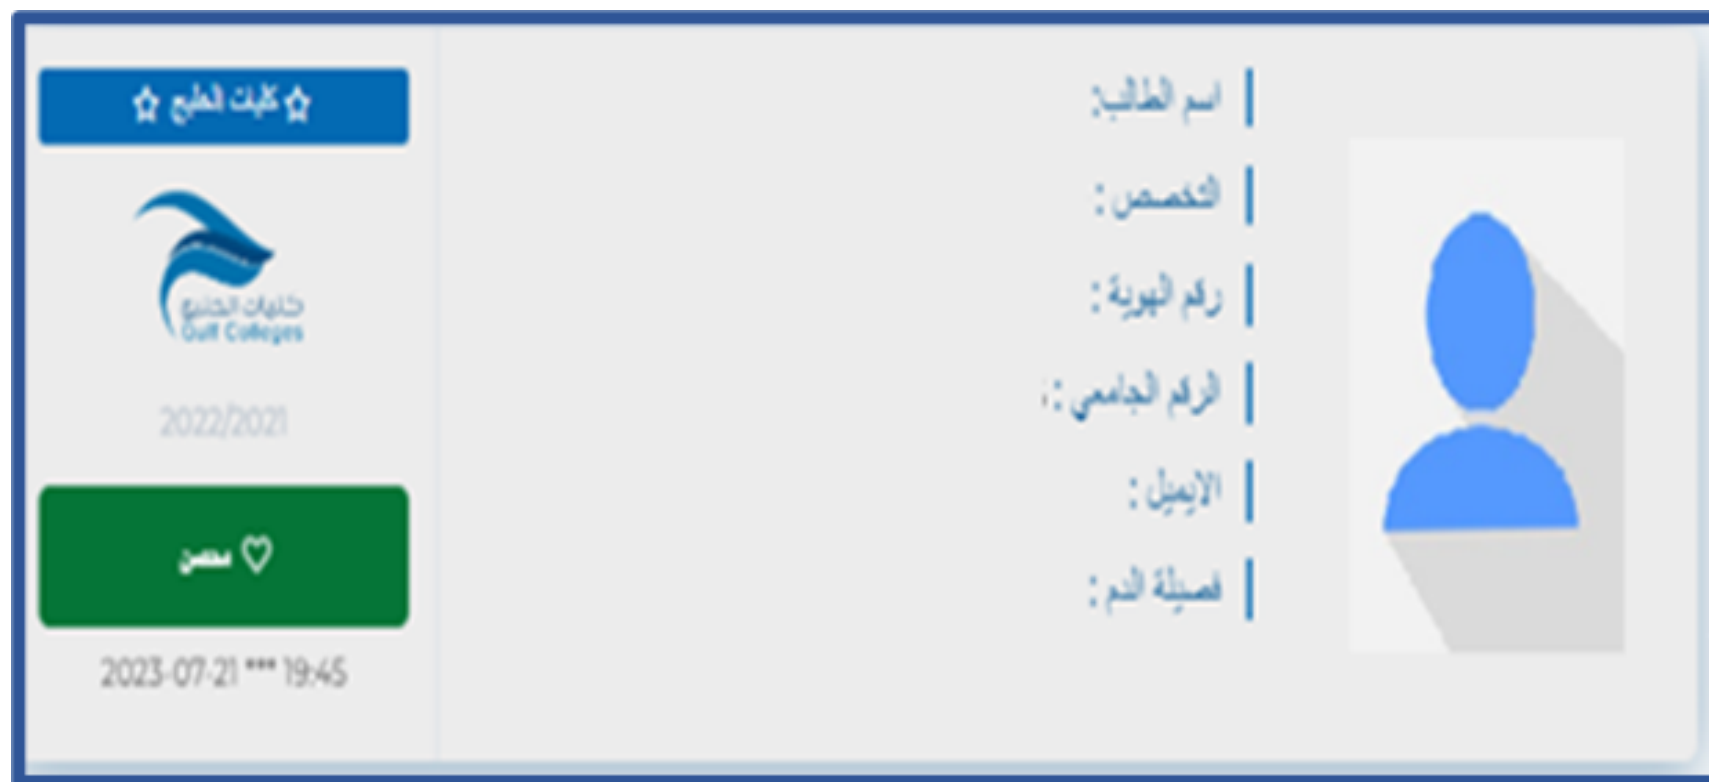 اسم الطالب:
التخصص :
رقم الهوية :
الرقم الجامعي :
الايميل :
فصيلة الدم :
☆ كليات الخليج ☆
كليات الخليج
Gulf Colleges
2022/2021
♡ محصن
2023-07-21 *** 19:45